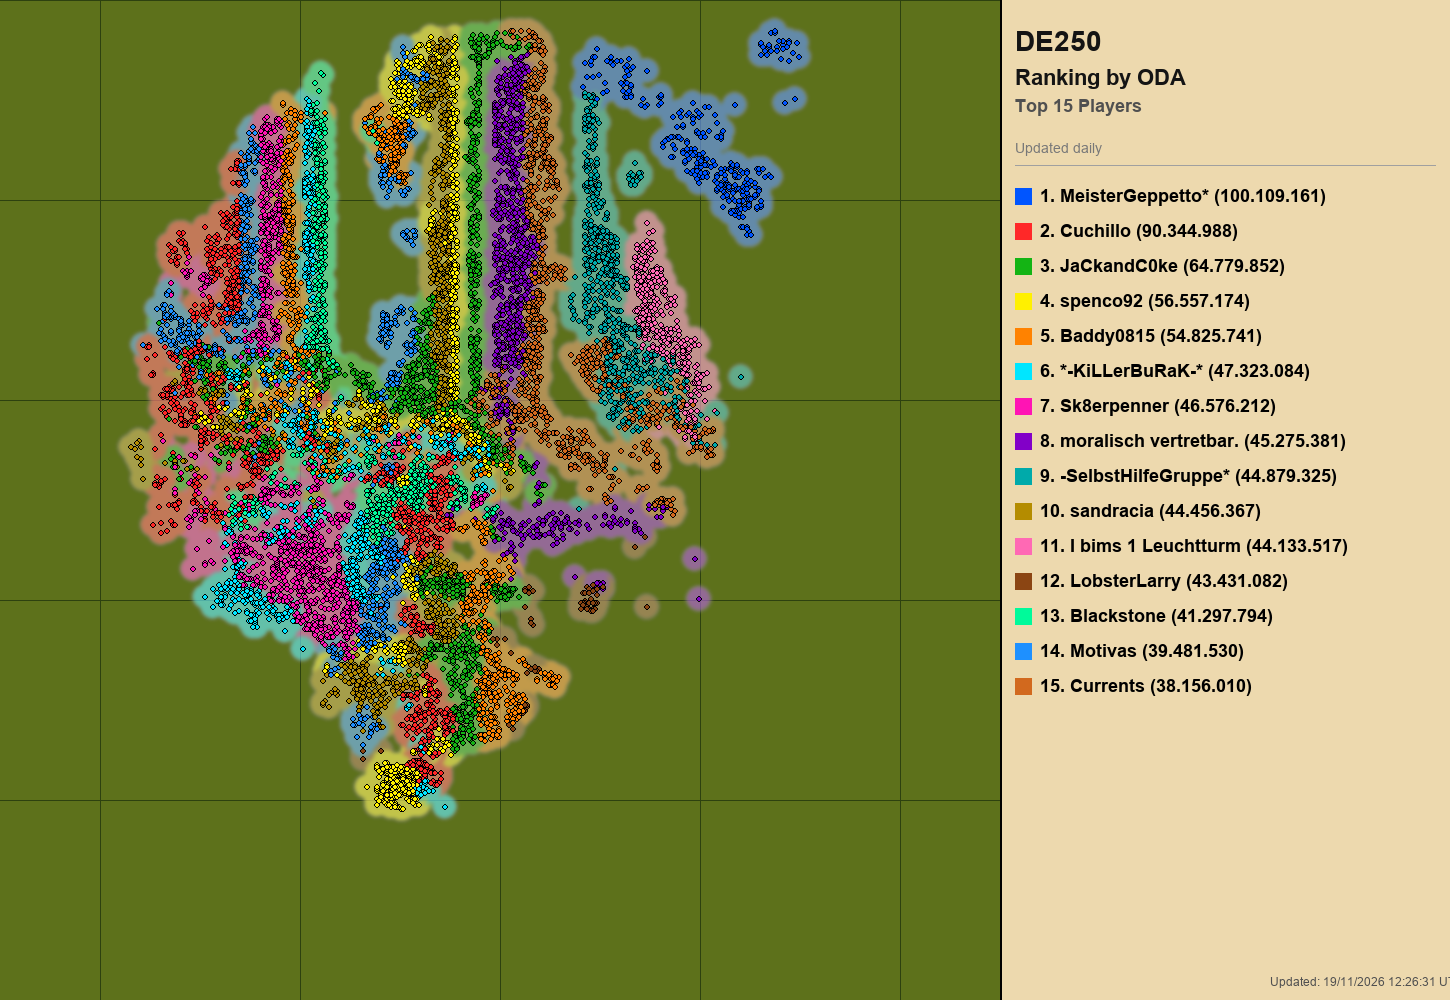 DE250
Ranking by ODA
Top 15 Players
Updated daily
1. MeisterGeppetto* (100.109.161)
2. Cuchillo (90.344.988)
3. JaCkandC0ke (64.779.852)
4. spenco92 (56.557.174)
5. Baddy0815 (54.825.741)
6. *-KiLLerBuRaK-* (47.323.084)
7. Sk8erpenner (46.576.212)
8. moralisch vertretbar. (45.275.381)
9. -SelbstHilfeGruppe* (44.879.325)
10. sandracia (44.456.367)
11. I bims 1 Leuchtturm (44.133.517)
12. LobsterLarry (43.431.082)
13. Blackstone (41.297.794)
14. Motivas (39.481.530)
15. Currents (38.156.010)
Updated: 19/11/2026 12:26:31